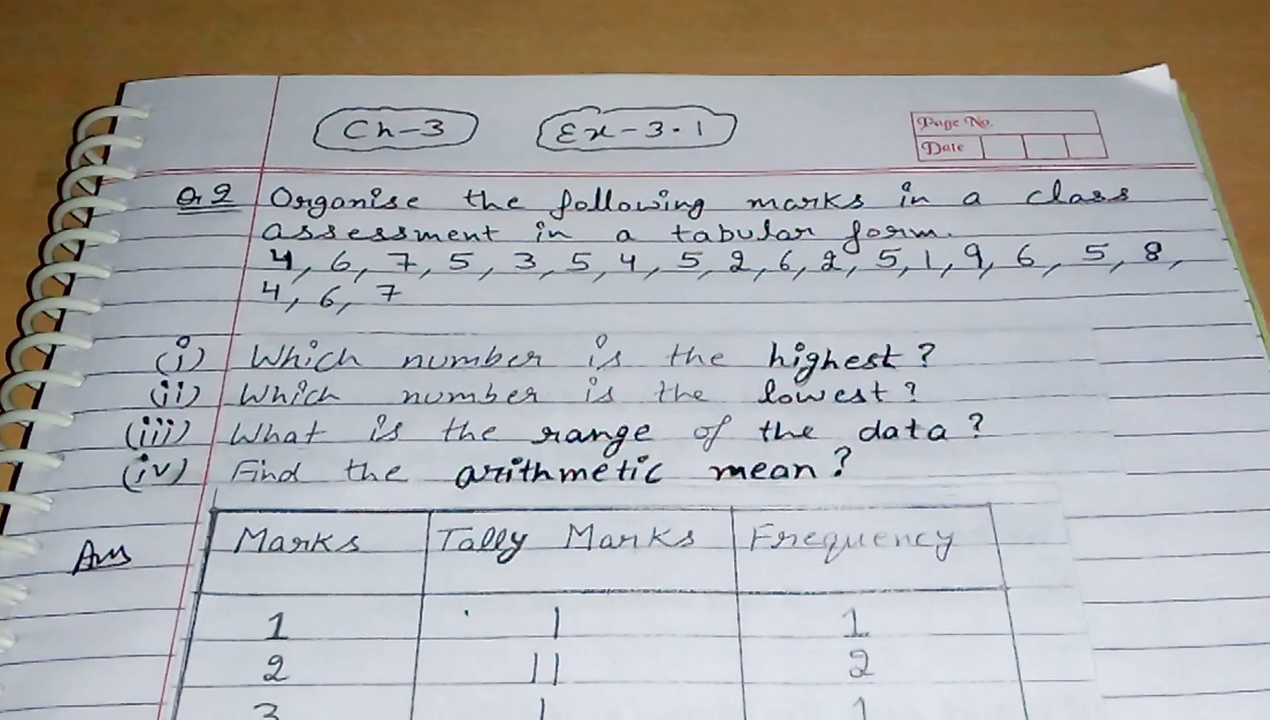 Ch-3
Ex-3.1
Page No.
Date
Q.2 Organise the following marks in a class
assessment in a tabular form.
4, 6, 7, 5, 3, 5, 4, 5, 2, 6, 2, 5, 1, 9, 6, 5, 8,
4, 6, 7
(i) Which number is the highest?
(ii) Which number is the lowest?
(iii) What is the range of the data?
(iv) Find the arithmetic mean?
Ans
Marks Tally Marks Frequency
1 | 1
2 || 2
3 | 1